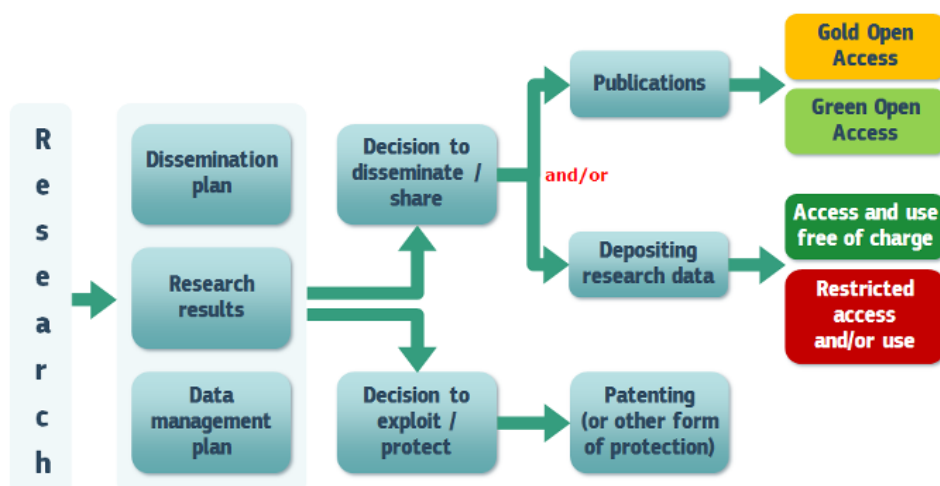 Research
Dissemination
plan
Research
results
Data
management
plan
Decision to
disseminate /
share
Decision to
exploit /
protect
and/or
Publications
Depositing
research data
Patenting
(or other form
of protection)
Gold Open
Access
Green Open
Access
Access and use
free of charge
Restricted
access
and/or use